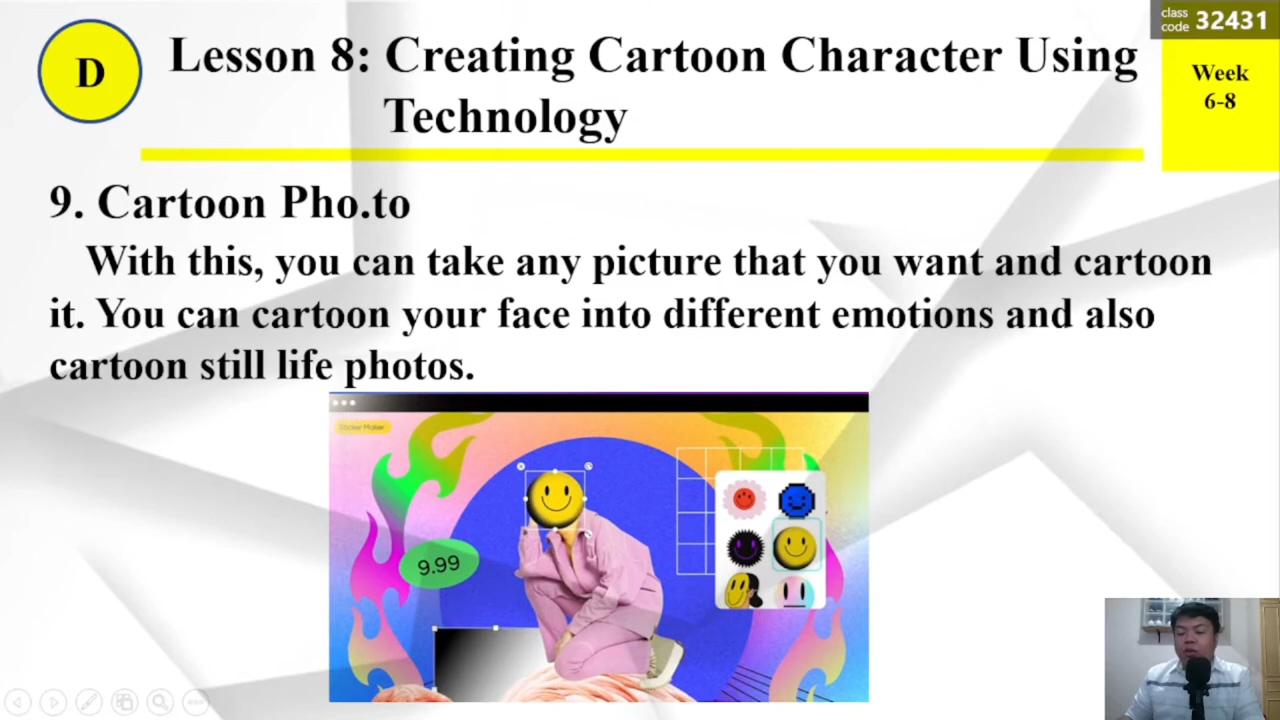 class
code 32431
D
Lesson 8: Creating Cartoon Character Using
Technology
Week
6-8
9. Cartoon Pho.to
With this, you can take any picture that you want and cartoon
it. You can cartoon your face into different emotions and also
cartoon still life photos.
Sticker Maker
9.99